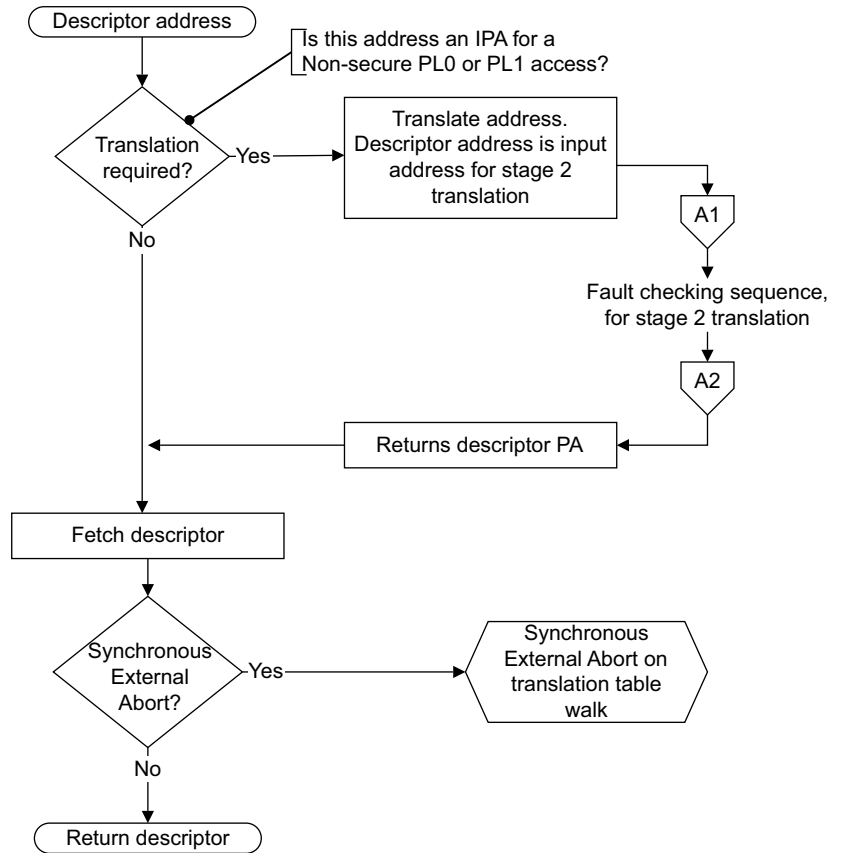 Descriptor address
Is this address an IPA for a
Non-secure PL0 or PL1 access?
Translation
required?
Yes
Translate address.
Descriptor address is input
address for stage 2
translation
A1
No
Fault checking sequence,
for stage 2 translation
A2
Returns descriptor PA
Fetch descriptor
Synchronous
External
Abort?
Yes
Synchronous
External Abort on
translation table
walk
No
Return descriptor